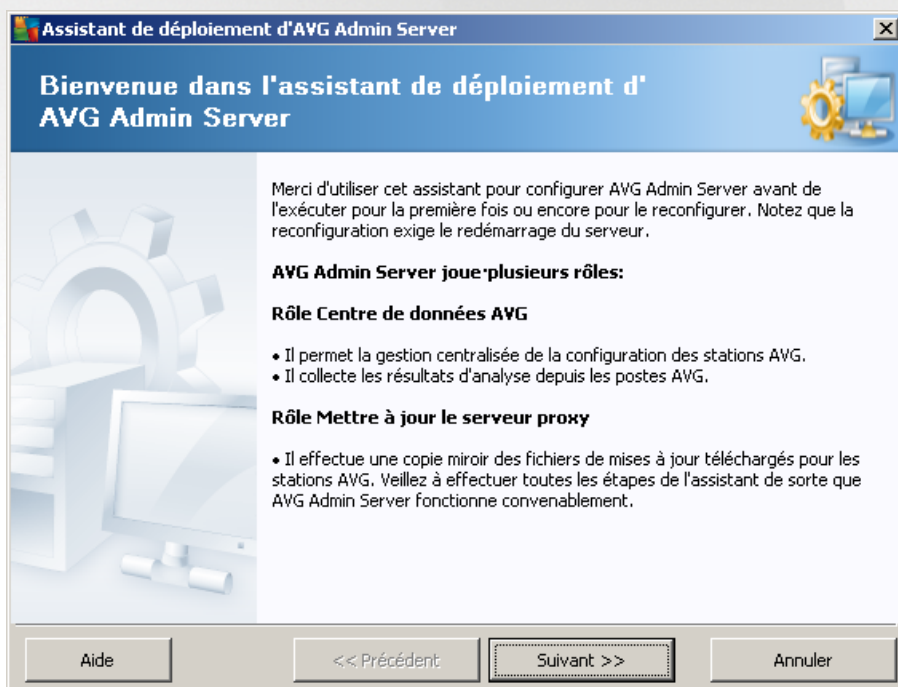 Assistant de déploiement d'AVG Admin Server
Bienvenue dans l'assistant de déploiement d'
AVG Admin Server
Merci d'utiliser cet assistant pour configurer AVG Admin Server avant de
l'exécuter pour la première fois ou encore pour le reconfigurer. Notez que la
reconfiguration exige le redémarrage du serveur.
AVG Admin Server joue plusieurs rôles:
Rôle Centre de données AVG
• Il permet la gestion centralisée de la configuration des stations AVG.
• Il collecte les résultats d'analyse depuis les postes AVG.
Rôle Mettre à jour le serveur proxy
• Il effectue une copie miroir des fichiers de mises à jour téléchargés pour les
stations AVG. Veillez à effectuer toutes les étapes de l'assistant de sorte que
AVG Admin Server fonctionne convenablement.
Aide
<< Précédent
Suivant >>
Annuler